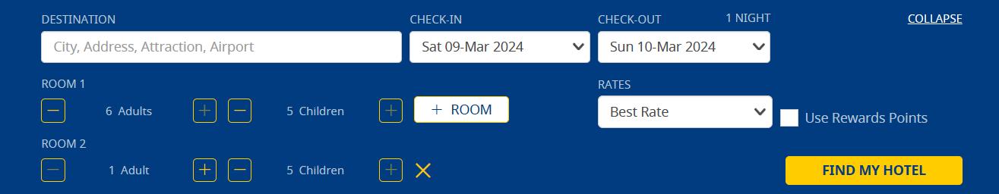 DESTINATION CHECK-IN CHECK-OUT 1 NIGHT COLLAPSE
City, Address, Attraction, Airport Sat 09-Mar 2024 Sun 10-Mar 2024
ROOM 1 RATES
− 6 Adults + − 5 Children + + ROOM Best Rate Use Rewards Points
ROOM 2
− 1 Adult + − 5 Children + FIND MY HOTEL